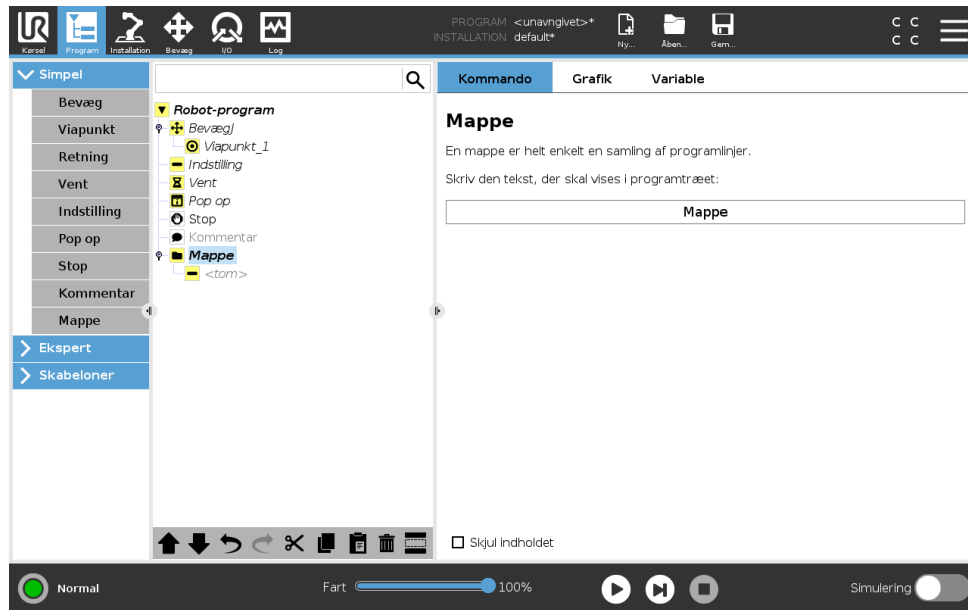 PROGRAM <unavngivet>*
INSTALLATION default*
UR
Kørsel
Program
Installation
Bevæg
I/O
Log
Ny...
Åben...
Gem...
C C
C C
Simpel
Bevæg
Viapunkt
Retning
Vent
Indstilling
Pop op
Stop
Kommentar
Mappe
Ekspert
Skabeloner
Robot-program
BevægJ
Viapunkt_1
Indstilling
Vent
Pop op
Stop
Kommentar
Mappe
<tom>
Kommando Grafik Variable
Mappe
En mappe er helt enkelt en samling af programlinjer.
Skriv den tekst, der skal vises i programtræet:
Mappe
Skjul indholdet
Normal
Fart 100%
Simulering